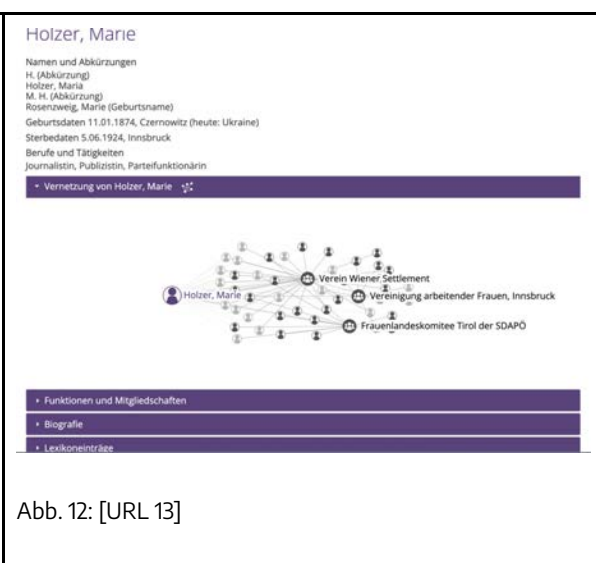 Holzer, Marie
Namen und Abkürzungen
H. (Abkürzung)
Holzer, Maria
M. H. (Abkürzung)
Rosenzweig, Marie (Geburtsname)
Geburtsdaten 11.01.1874, Czernowitz (heute: Ukraine)
Sterbedaten 5.06.1924, Innsbruck
Berufe und Tätigkeiten
Journalistin, Publizistin, Parteifunktionärin
Vernetzung von Holzer, Marie
Verein Wiener Settlement
Holzer, Marie
Vereinigung arbeitender Frauen, Innsbruck
Frauenlandeskomitee Tirol der SDAPÖ
Funktionen und Mitgliedschaften
Biografie
Lexikoneinträge
Abb. 12: [URL 13]